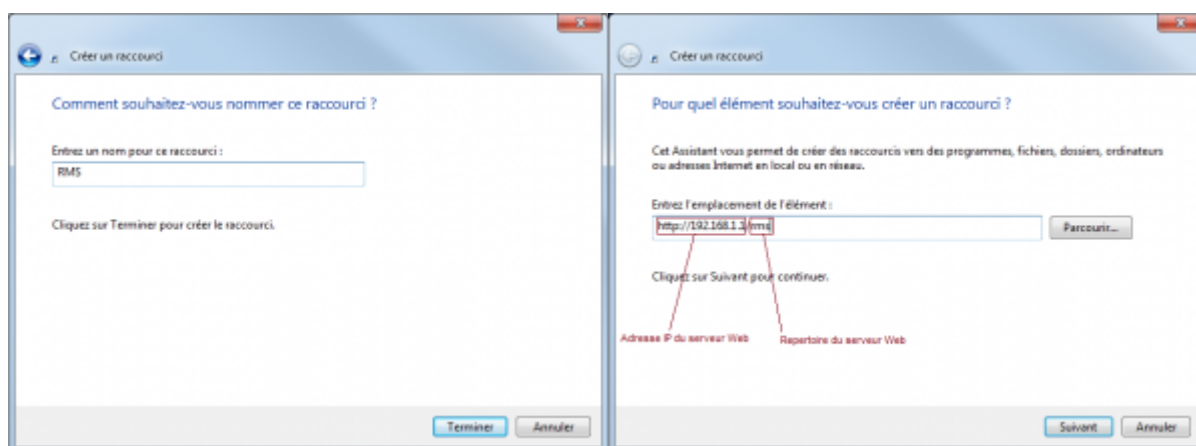 Créer un raccourci
Comment souhaitez-vous nommer ce raccourci ?
Entrez un nom pour ce raccourci :
RMS
Cliquez sur Terminer pour créer le raccourci.
Terminer
Annuler
Créer un raccourci
Pour quel élément souhaitez-vous créer un raccourci ?
Cet Assistant vous permet de créer des raccourcis vers des programmes, fichiers, dossiers, ordinateurs
ou adresses Internet en local ou en réseau.
Entrez l'emplacement de l'élément :
http://192.168.1.1/rms
Parcourir...
Cliquez sur Suivant pour continuer.
Adresse IP du serveur Web
Repertoire du serveur Web
Suivant
Annuler